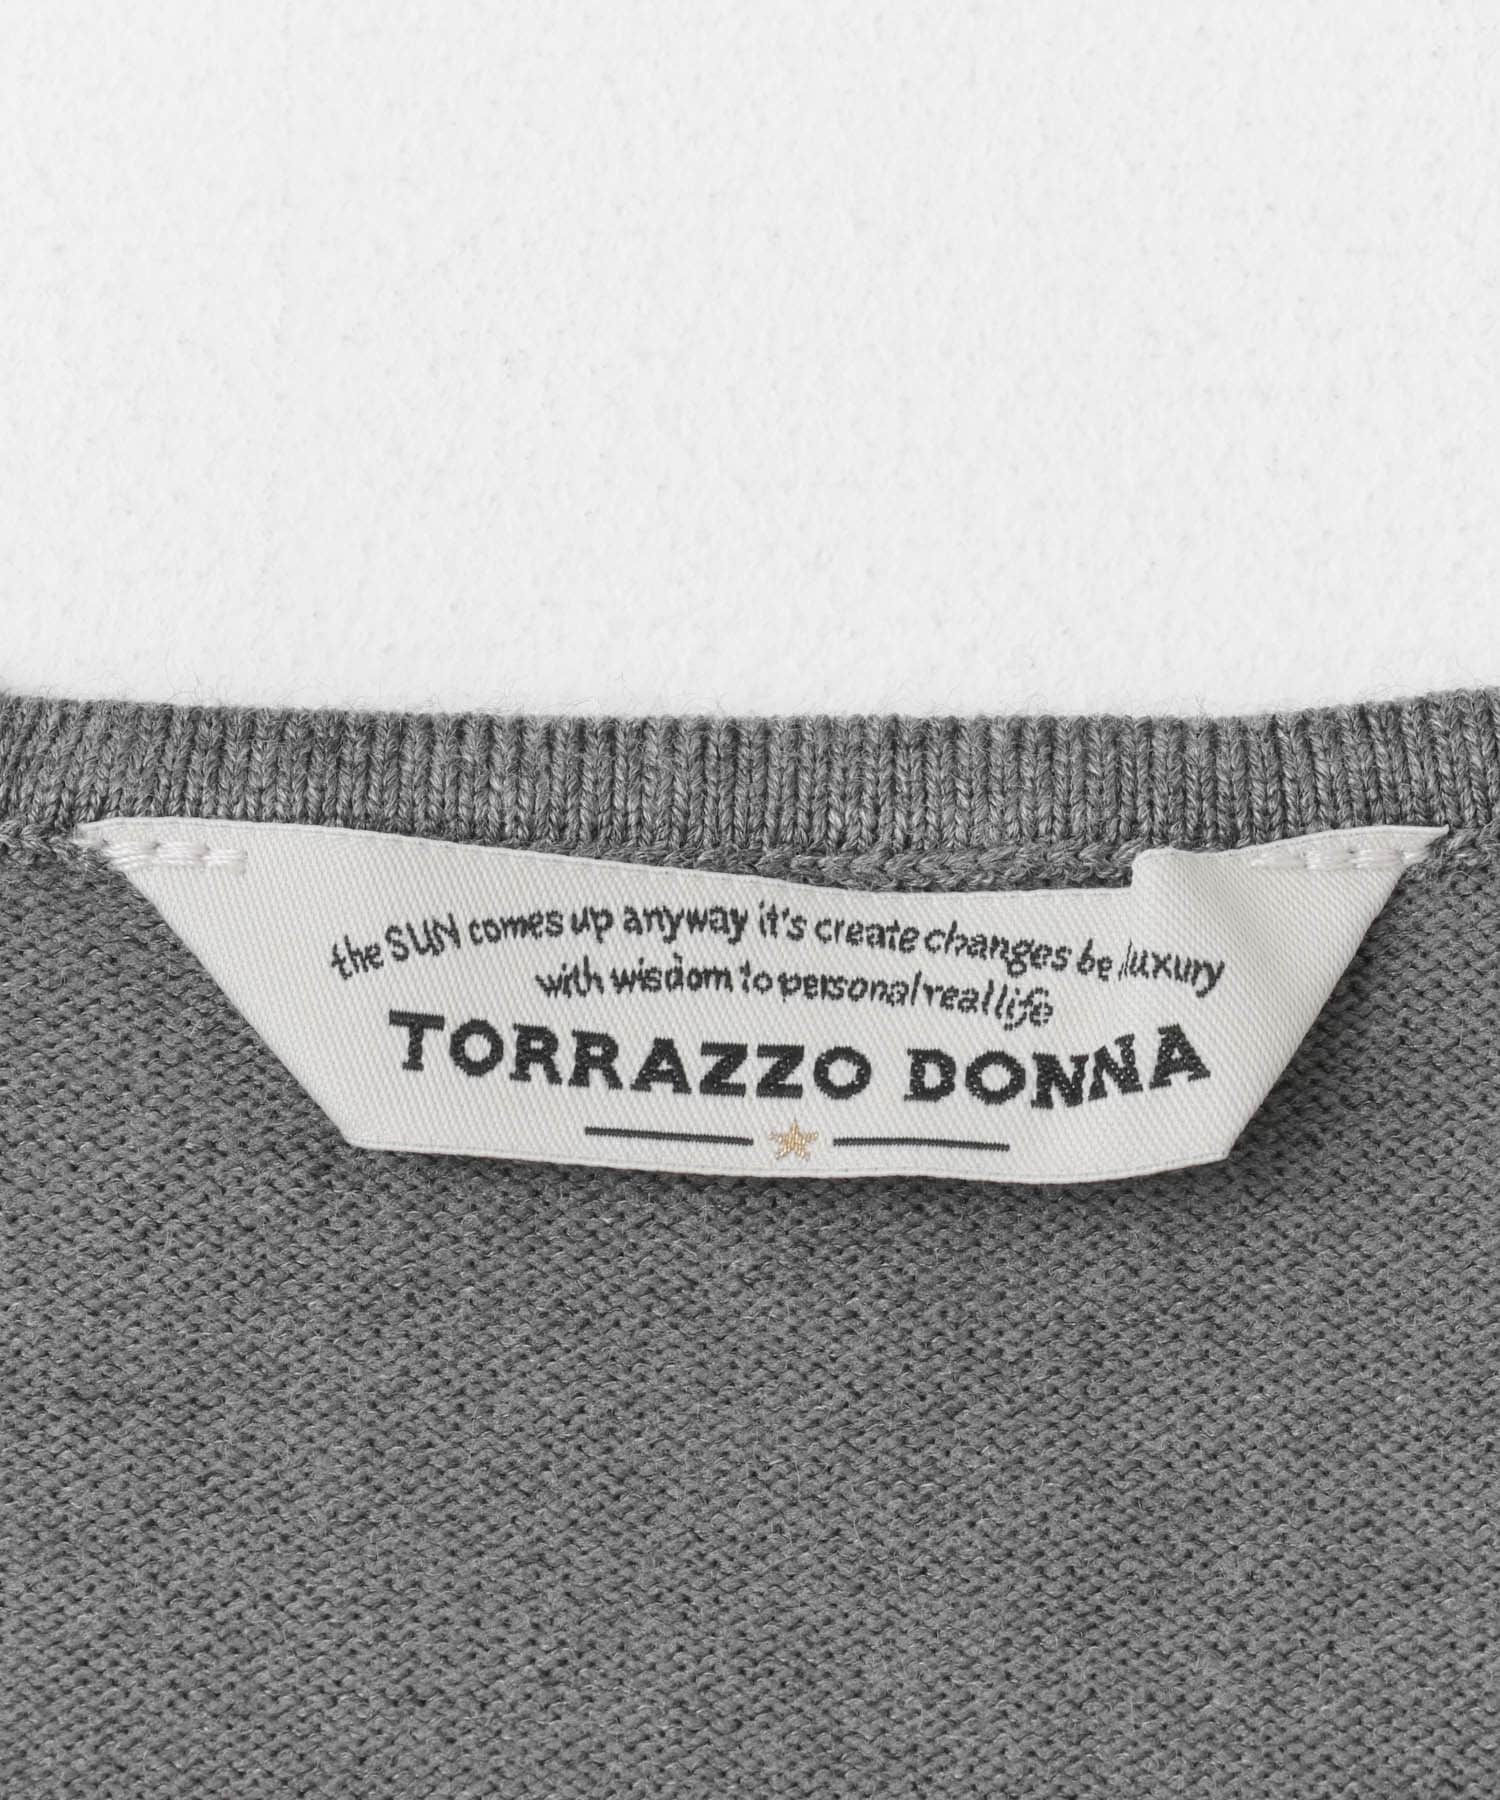 the SUN comes up anyway it's create changes be luxury
with wisdom to personal real life
TORRAZZO DONNA